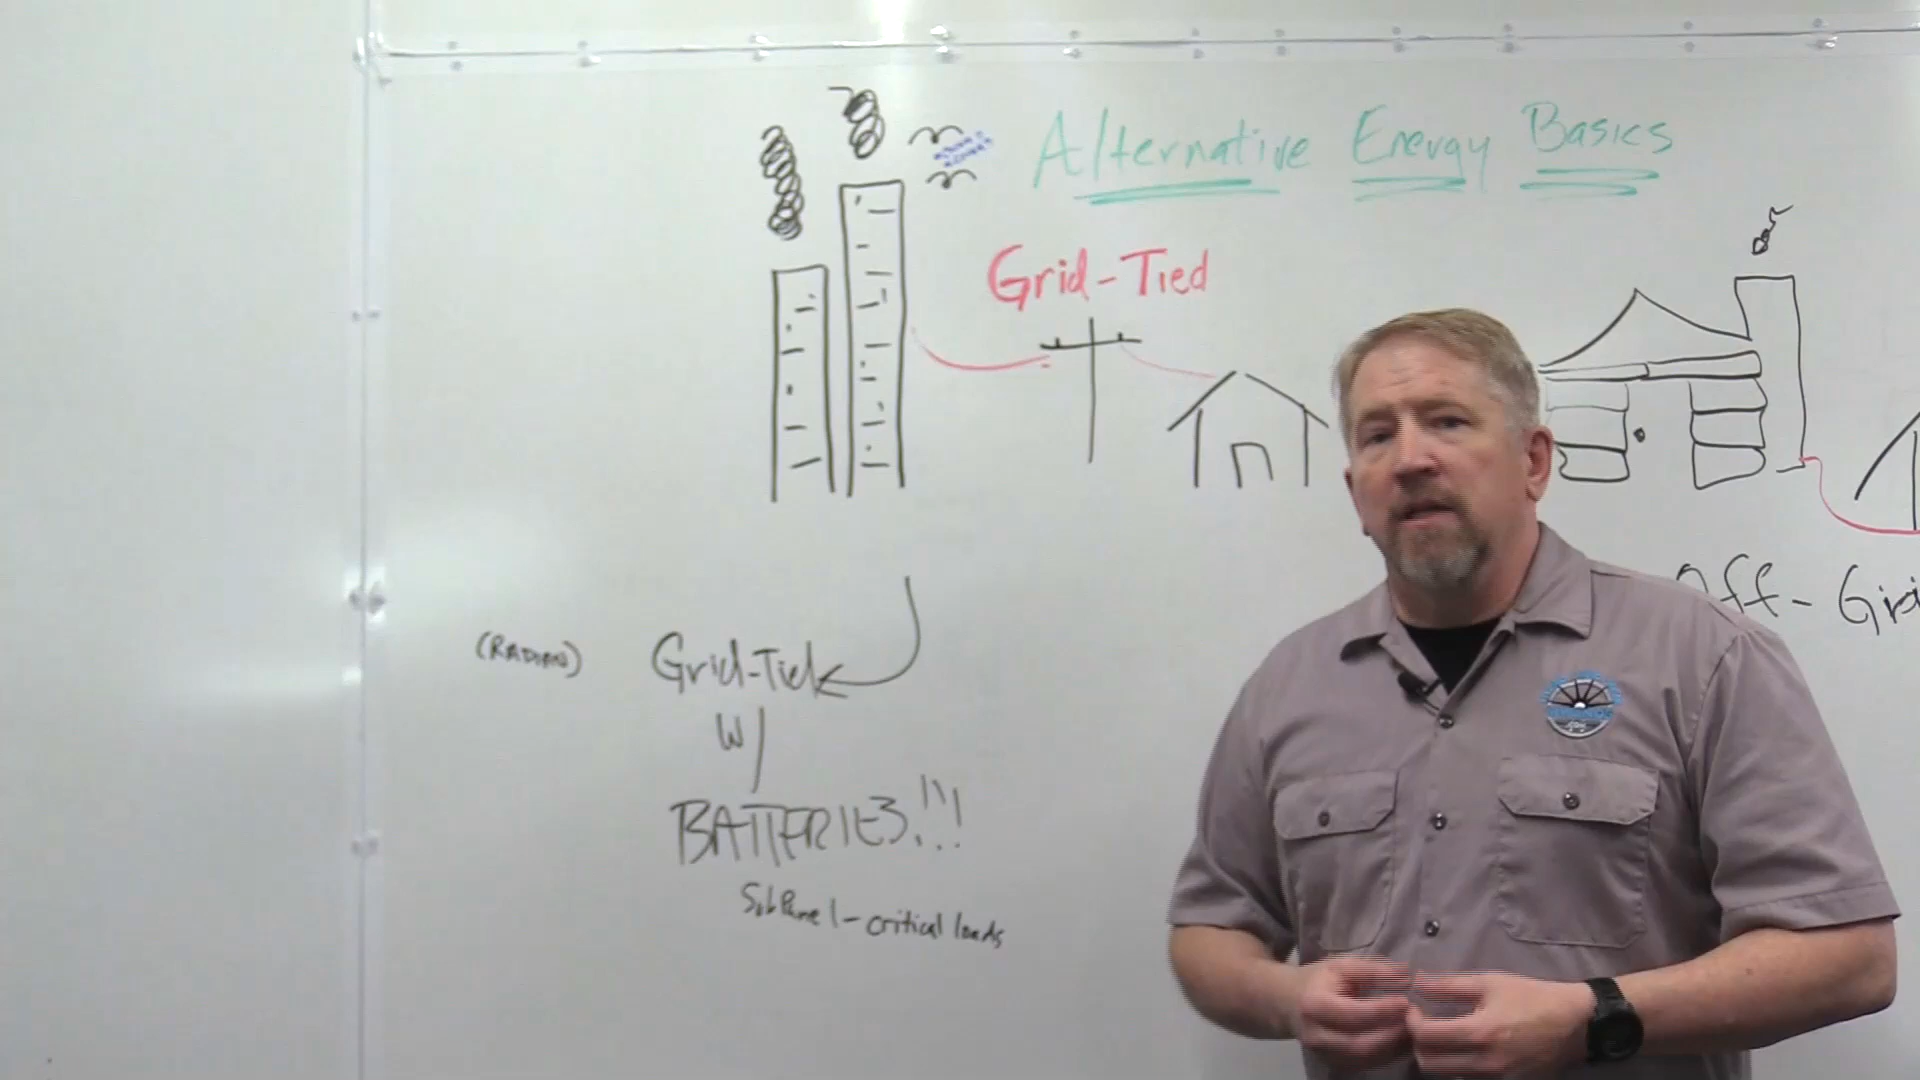 Alternative Energy Basics
Grid-Tied
Off-Gri
(RADIAN) Grid-Tied
W/
BATTERIES!!!
SubPanel-critical loads